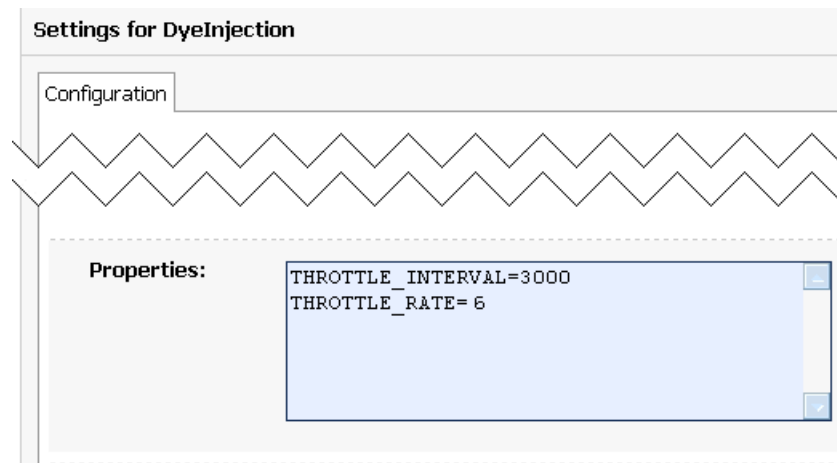 Settings for DyeInjection
Configuration
Properties:
THROTTLE_INTERVAL=3000
THROTTLE_RATE= 6